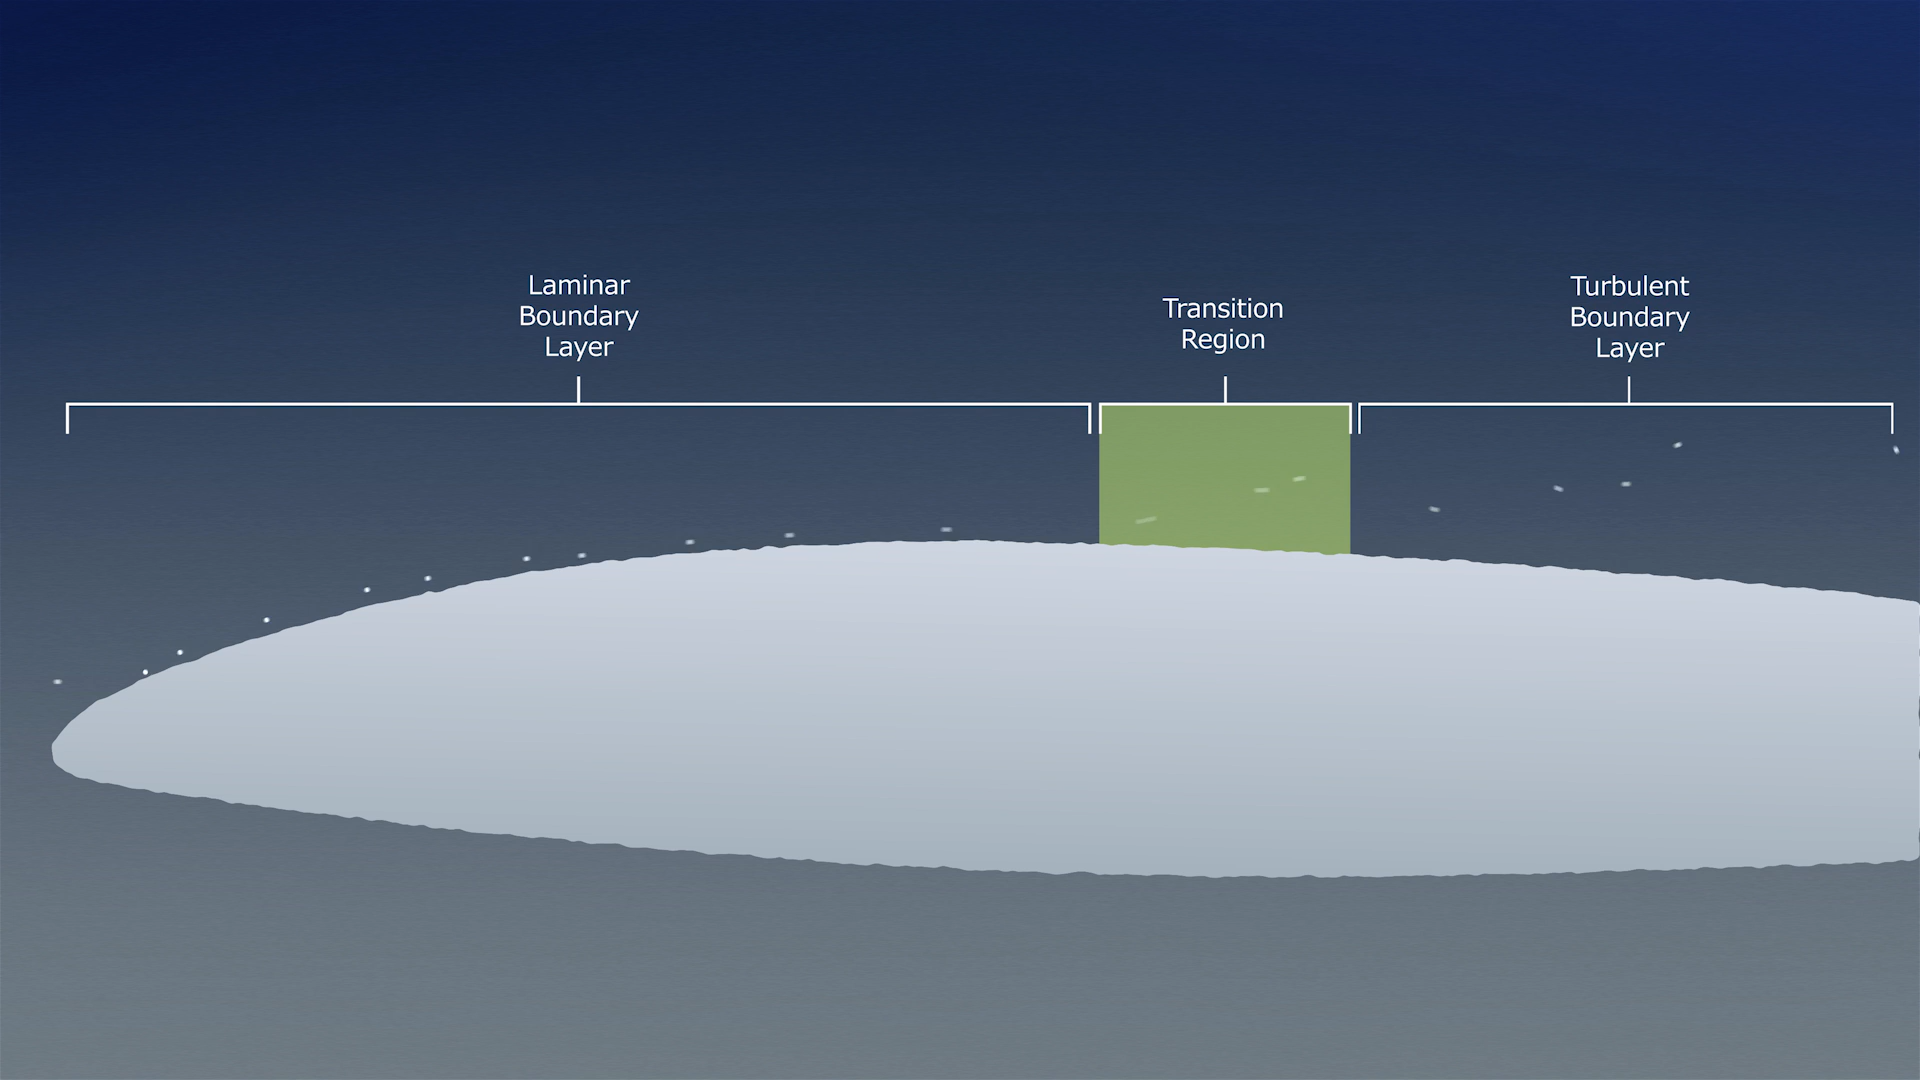 Laminar
Boundary
Layer
Transition
Region
Turbulent
Boundary
Layer